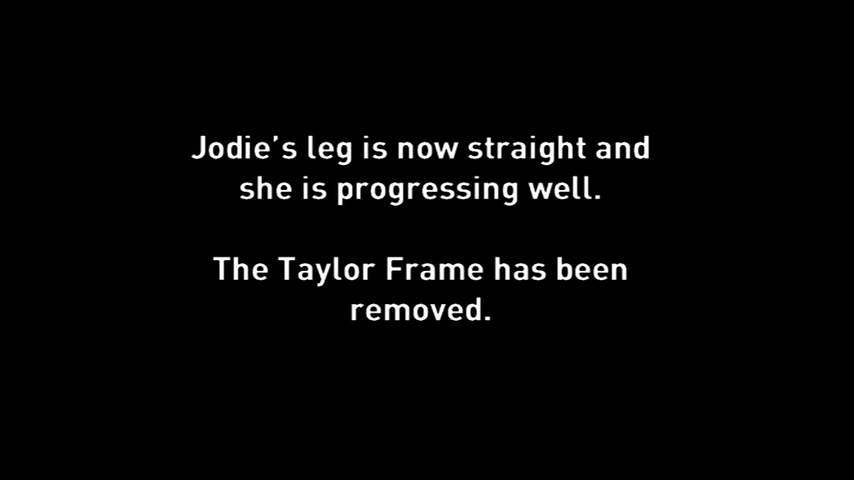 Jodie’s leg is now straight and
she is progressing well.
The Taylor Frame has been
removed.